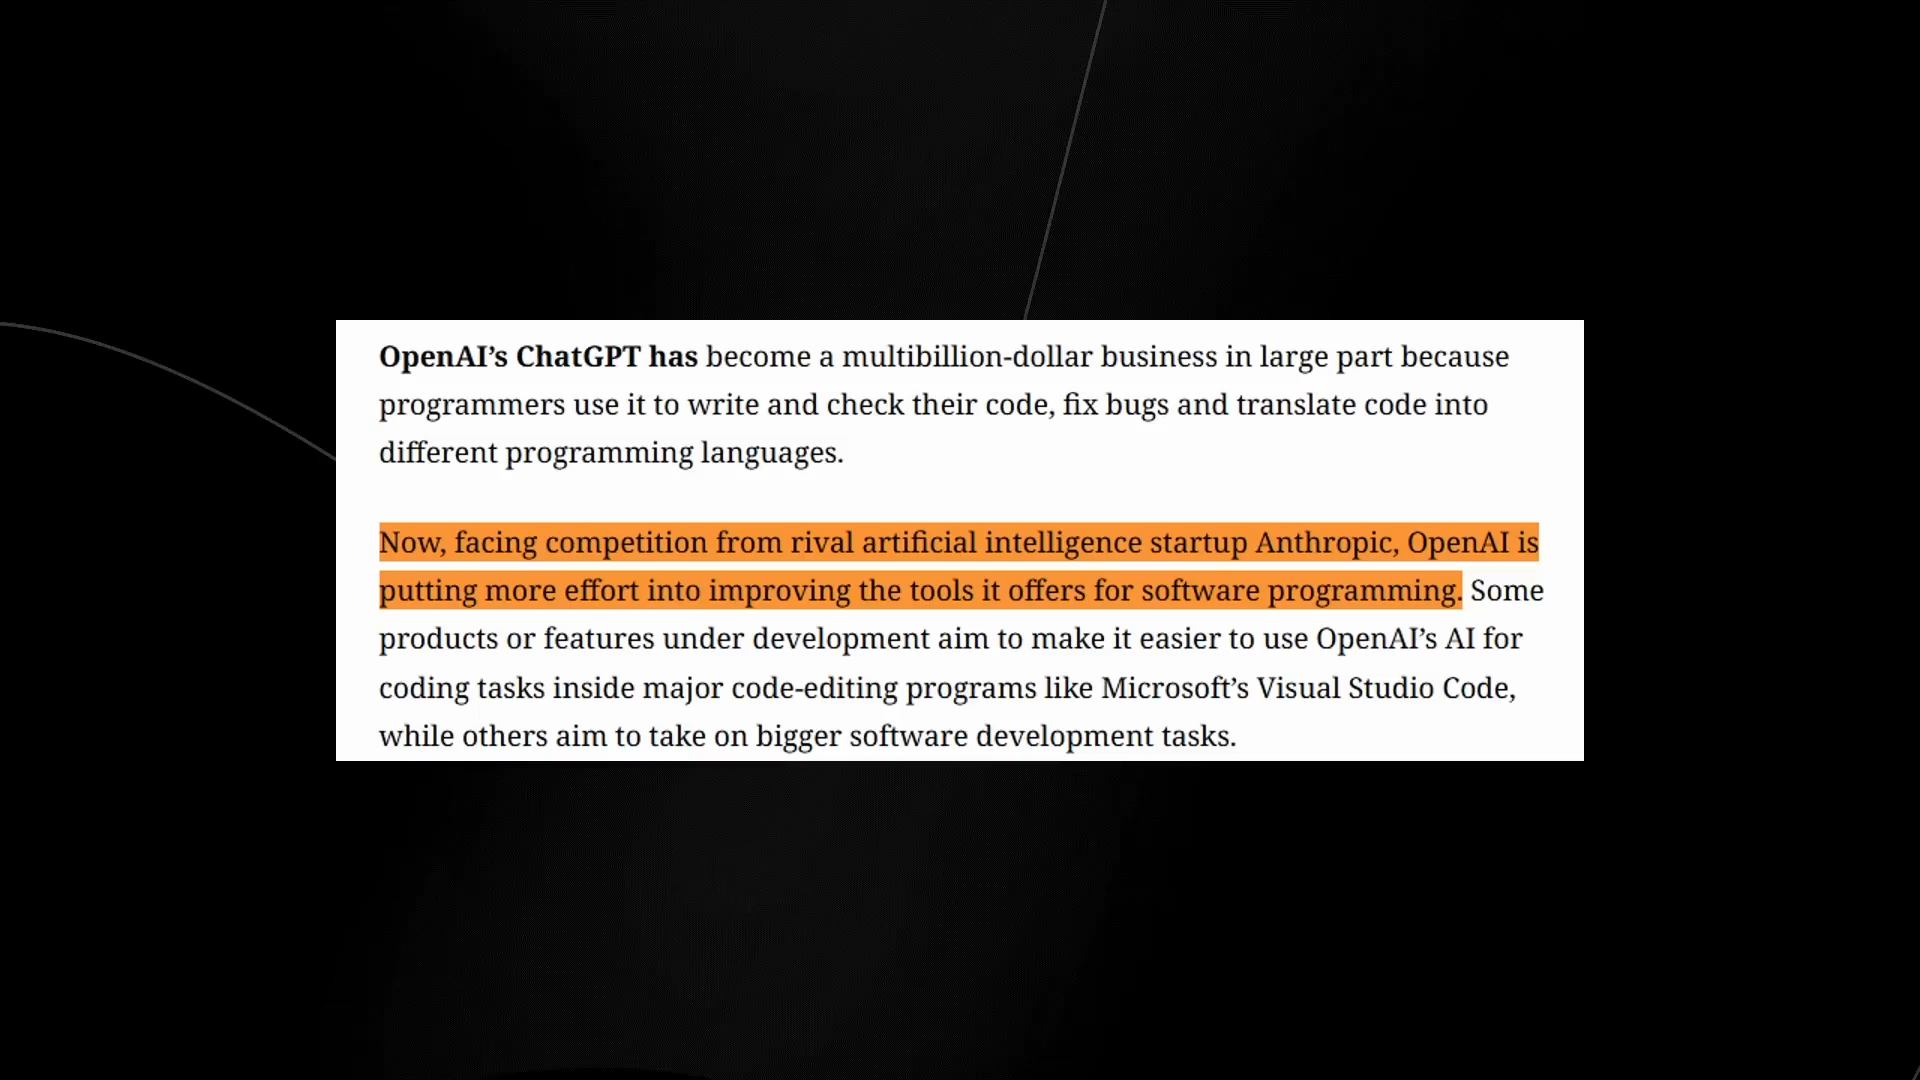 OpenAI’s ChatGPT has become a multibillion-dollar business in large part because
programmers use it to write and check their code, fix bugs and translate code into
different programming languages.
Now, facing competition from rival artificial intelligence startup Anthropic, OpenAI is
putting more effort into improving the tools it offers for software programming. Some
products or features under development aim to make it easier to use OpenAI’s AI for
coding tasks inside major code-editing programs like Microsoft’s Visual Studio Code,
while others aim to take on bigger software development tasks.